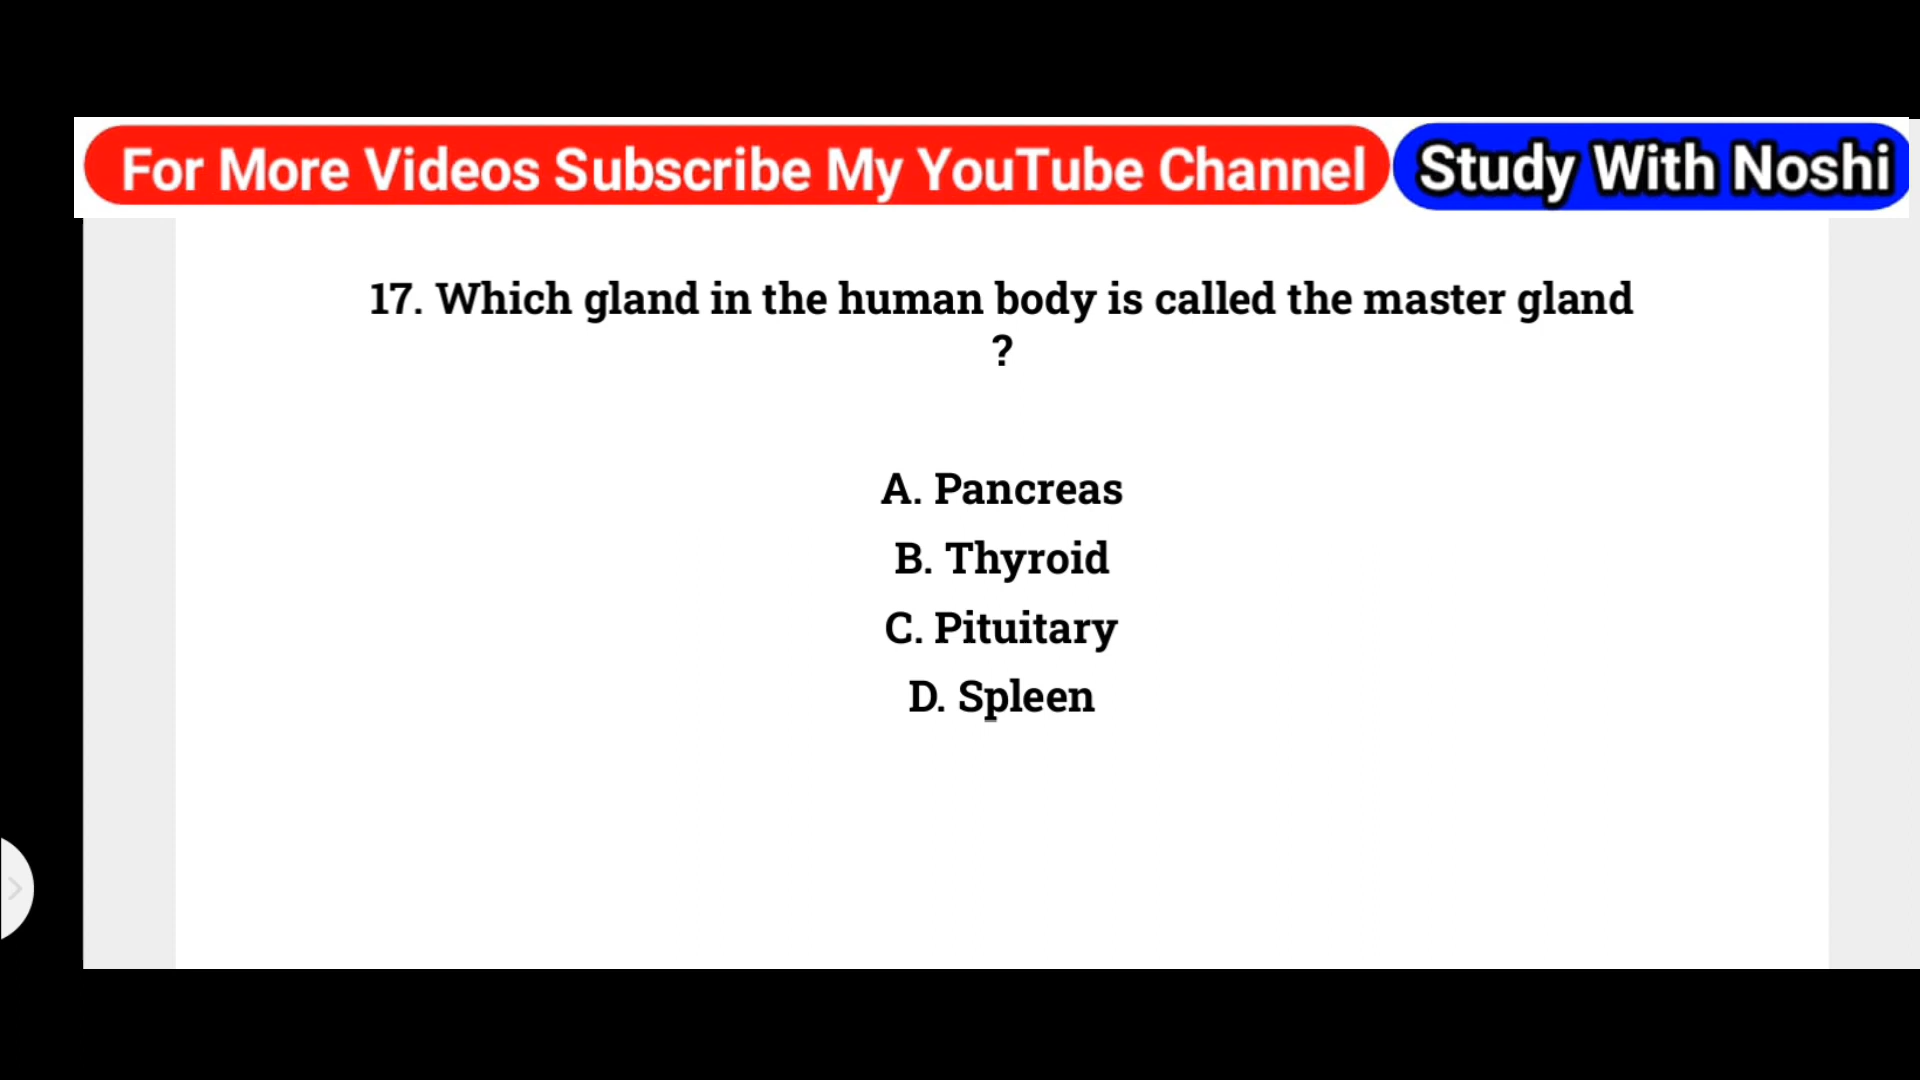 For More Videos Subscribe My YouTube Channel Study With Noshi
17. Which gland in the human body is called the master gland
?
A. Pancreas
B. Thyroid
C. Pituitary
D. Spleen